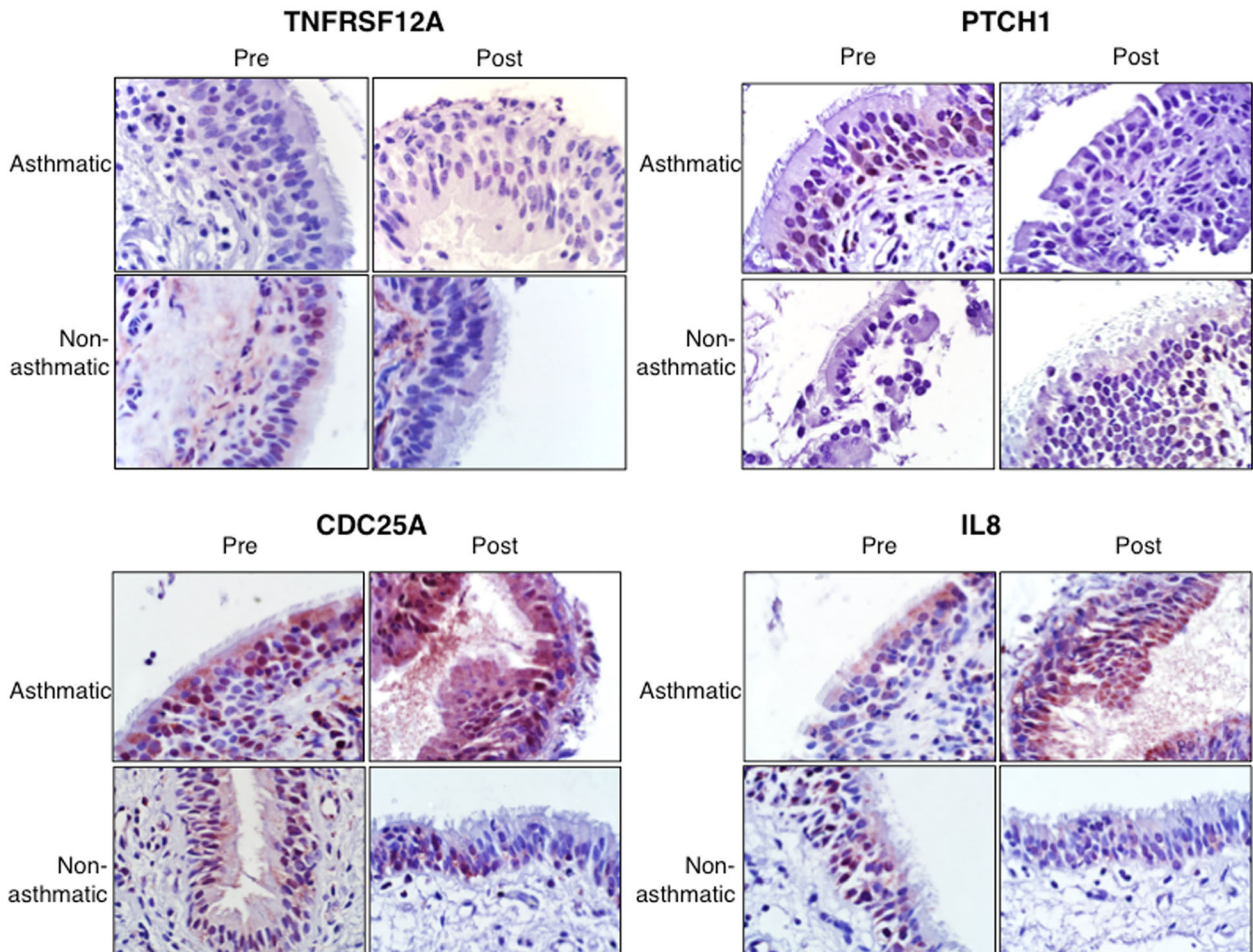 TNFRSF12A
Pre
Post
Asthmatic
Non-
asthmatic
PTCH1
Pre
Post
Asthmatic
Non-
asthmatic
CDC25A
Pre
Post
Asthmatic
Non-
asthmatic
IL8
Pre
Post
Asthmatic
Non-
asthmatic